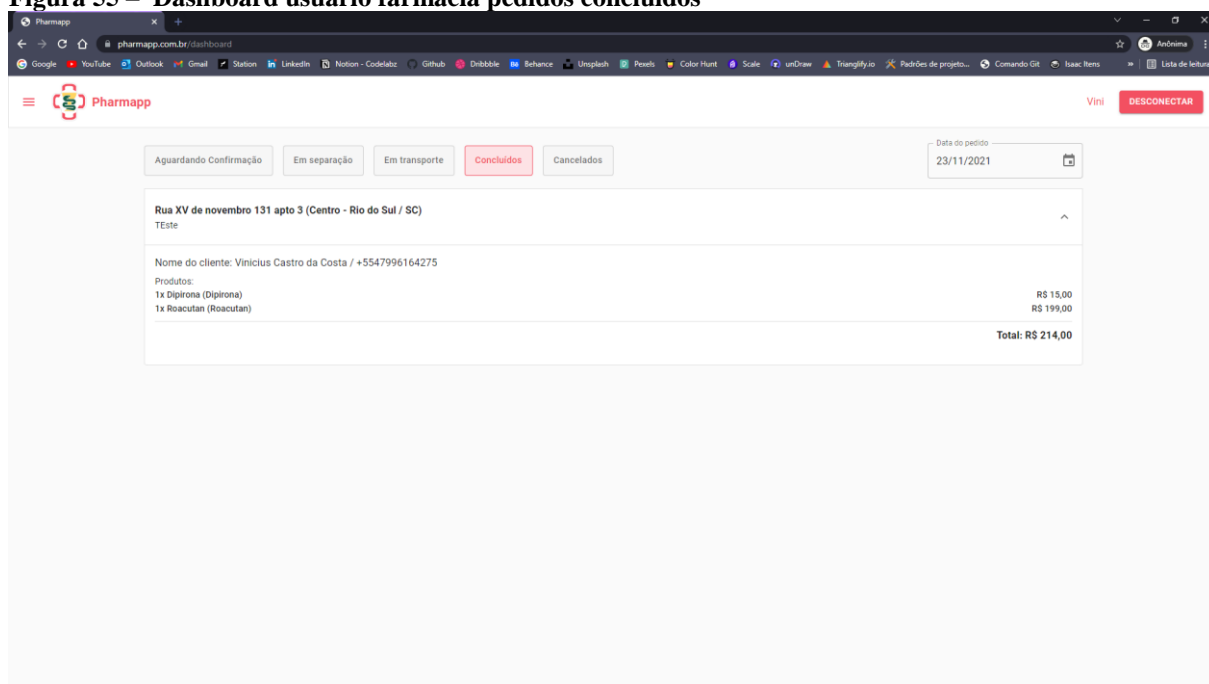 Figura 55 – Dashboard usuário farmácia pedidos concluídos
Pharmapp
pharmapp.com.br/dashboard
Anônima
Google YouTube Outlook Gmail Station LinkedIn Notion - Codelabz Github Dribbble Behance Unsplash Pexels Color Hunt Scale unDraw Trianglify.io Padrões de projeto... Comando Git Isaac Itens » Lista de leitura
Pharmapp Vini DESCONECTAR
Data do pedido
Aguardando Confirmação Em separação Em transporte Concluídos Cancelados 23/11/2021
Rua XV de novembro 131 apto 3 (Centro - Rio do Sul / SC)
TEste
Nome do cliente: Vinicius Castro da Costa / +5547996164275
Produtos:
1x Dipirona (Dipirona) R$ 15,00
1x Roacutan (Roacutan) R$ 199,00
Total: R$ 214,00